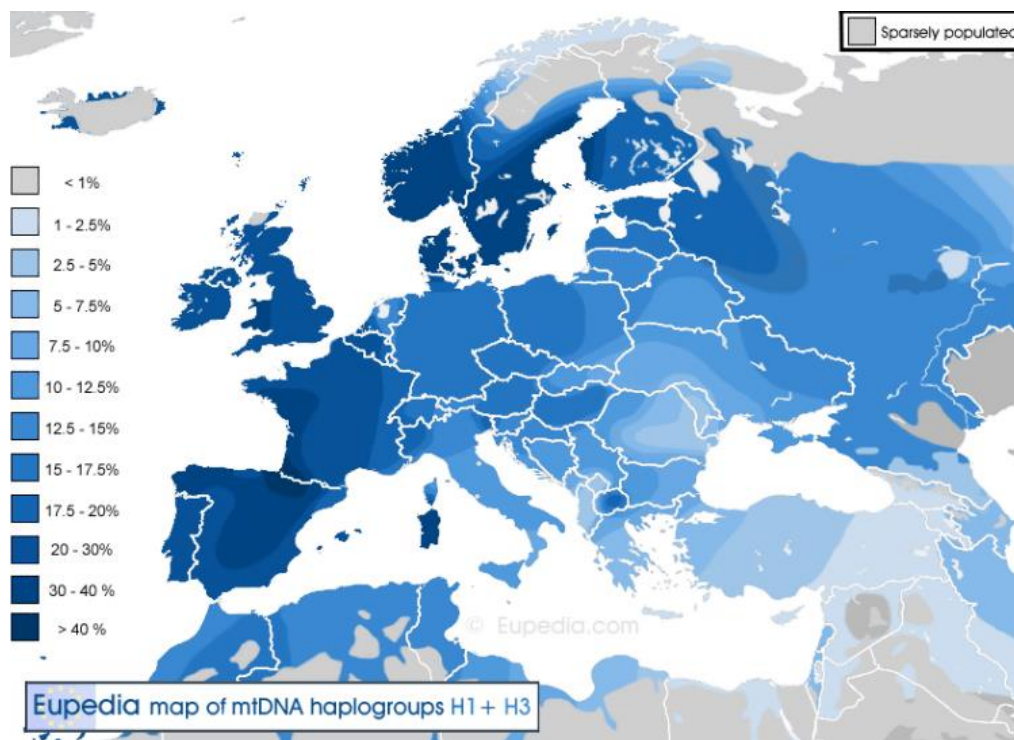 Sparsely populated
< 1%
1 - 2.5%
2.5 - 5%
5 - 7.5%
7.5 - 10%
10 - 12.5%
12.5 - 15%
15 - 17.5%
17.5 - 20%
20 - 30%
30 - 40 %
> 40 %
© Eupedia.com
Eupedia map of mtDNA haplogroups H1 + H3